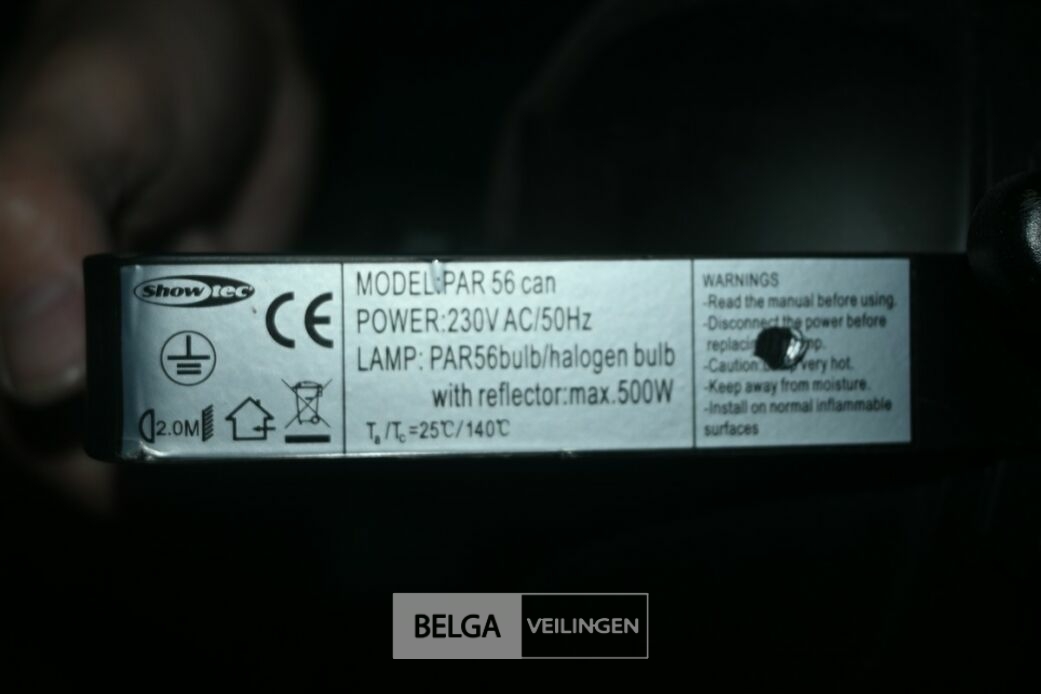 Showtec
CE
2.0M
MODEL:PAR 56 can
POWER:230V AC/50Hz
LAMP: PAR56bulb/halogen bulb
with reflector:max.500W
Ta/Tc=25℃/140℃
WARNINGS
-Read the manual before using.
-Disconnect the power before
-Caution: very hot.
-Keep away from moisture.
-Install on normal inflammable
surfaces
BELGA VEILINGEN